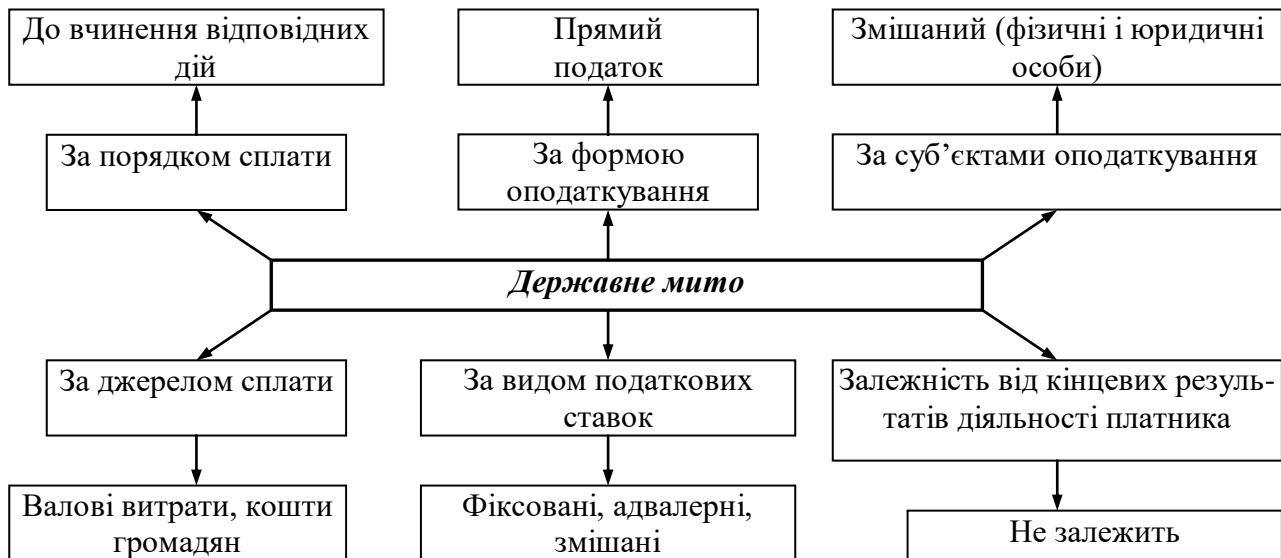 До вчинення відповідних
дій
Прямий
податок
Змішаний (фізичні і юридичні
особи)
За порядком сплати
За формою
оподаткування
За суб’єктами оподаткування
Державне мито
За джерелом сплати
За видом податкових
ставок
Залежність від кінцевих резуль-
татів діяльності платника
Валові витрати, кошти
громадян
Фіксовані, адвалерні,
змішані
Не залежить